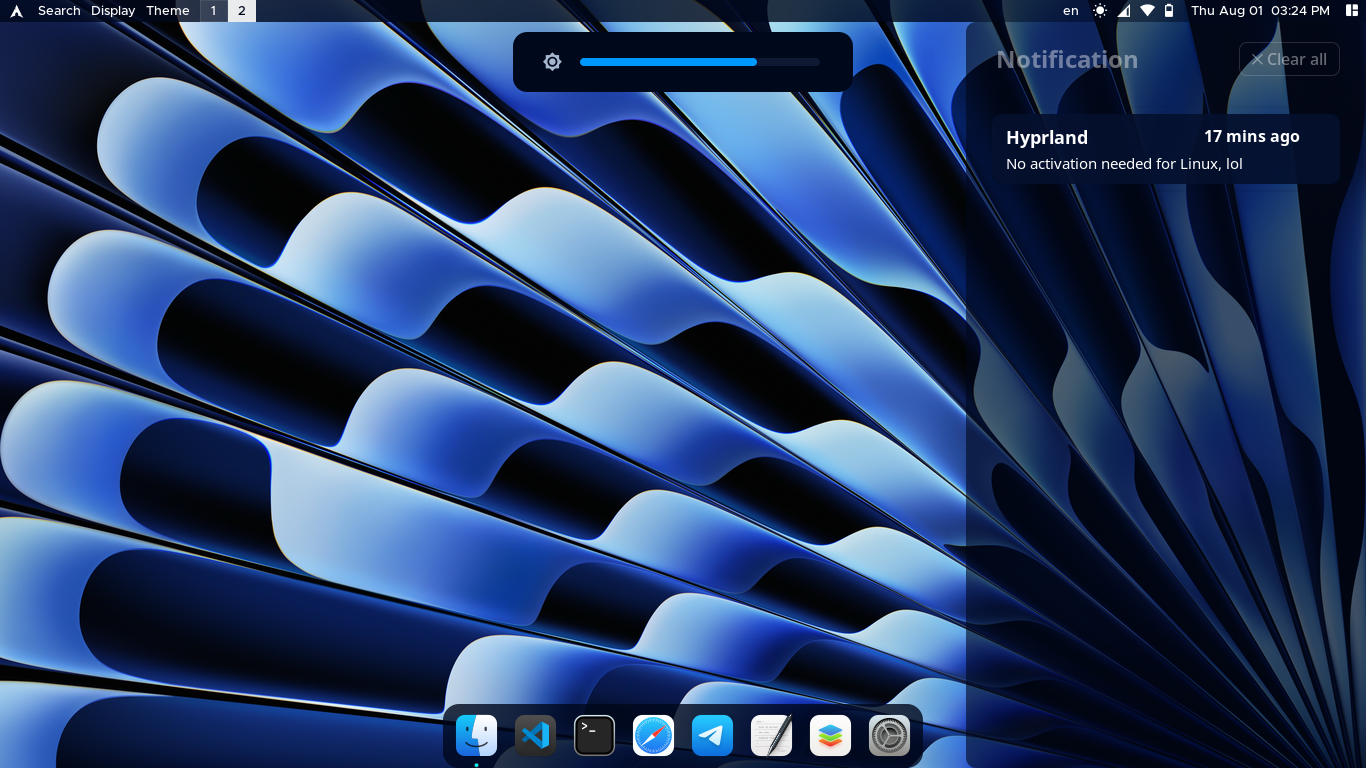 Search Display Theme 1 2 en Thu Aug 01 03:24 PM
Notification Clear all
Hyprland 17 mins ago
No activation needed for Linux, lol
>_